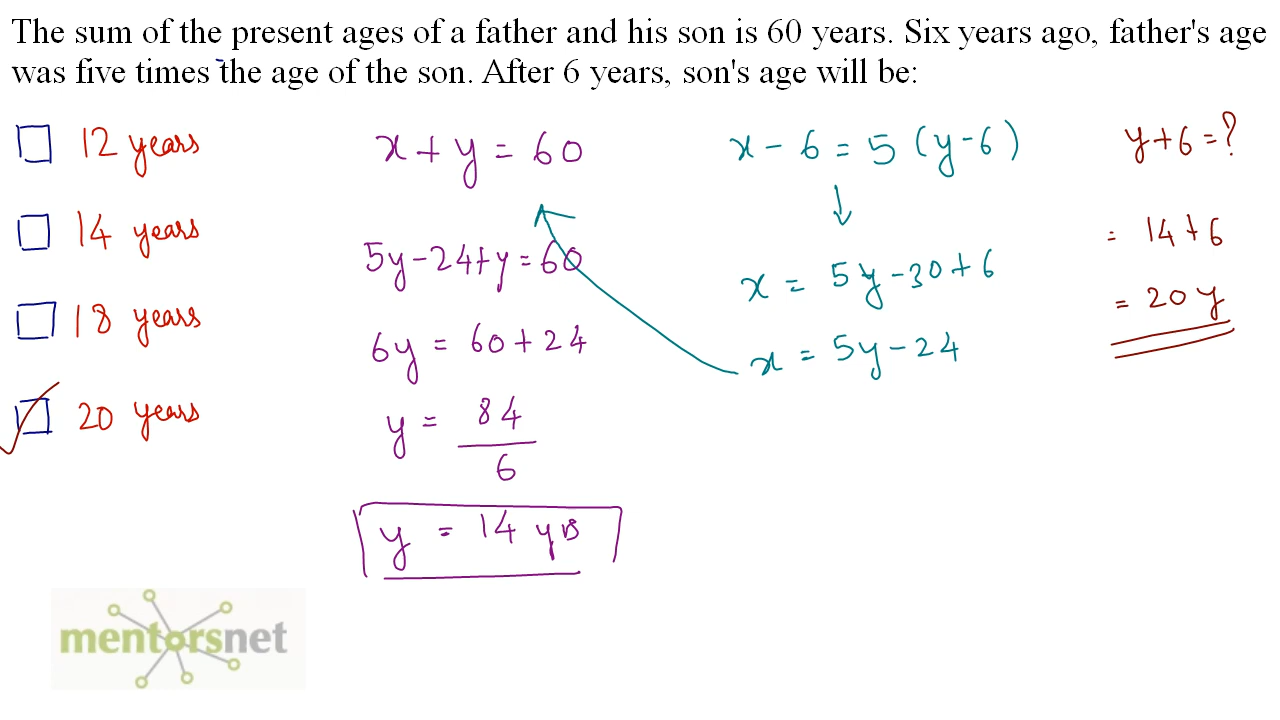 The sum of the present ages of a father and his son is 60 years. Six years ago, father's age
was five times the age of the son. After 6 years, son's age will be:
12 years
14 years
18 years
20 years
x + y = 60
5y - 24 + y = 60
6y = 60 + 24
y = 84/6
y = 14 yrs
x - 6 = 5 (y - 6)
↓
x = 5y - 30 + 6
x = 5y - 24
y + 6 = ?
= 14 + 6
= 20 y
mentorsnet